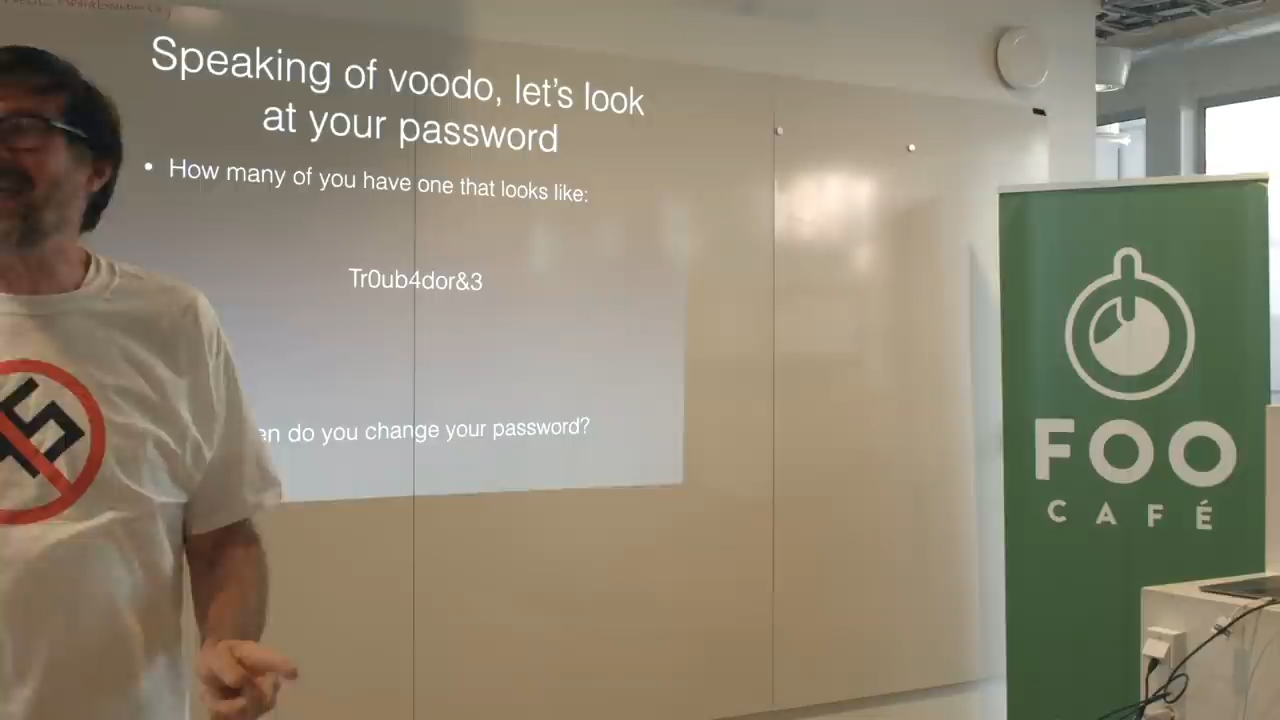 Speaking of voodo, let's look
at your password
• How many of you have one that looks like:
Tr0ub4dor&3
en do you change your password?
FOO
CAFÉ